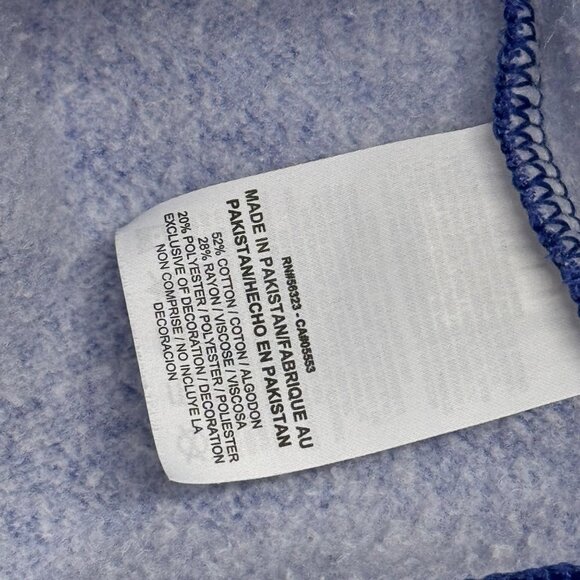 RN#56323 - CA#05553
MADE IN PAKISTAN/FABRIQUE AU
PAKISTAN/HECHO EN PAKISTAN
52% COTTON / COTON / ALGODON
28% RAYON / VISCOSE / VISCOSA
20% POLYESTER / POLYESTER / POLIESTER
EXCLUSIVE OF DECORATION / DECORATION
NON COMPRISE / NO INCLUYE LA
DECORACION